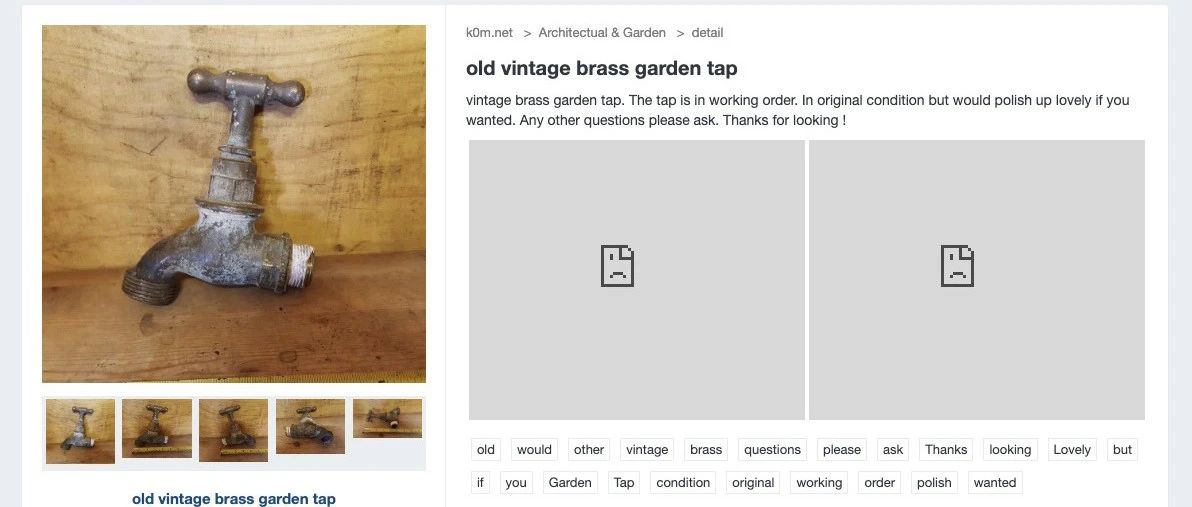 k0m.net > Architectual & Garden > detail
old vintage brass garden tap
vintage brass garden tap. The tap is in working order. In original condition but would polish up lovely if you
wanted. Any other questions please ask. Thanks for looking !
old would other vintage brass questions please ask Thanks looking Lovely but
if you Garden Tap condition original working order polish wanted
old vintage brass garden tap